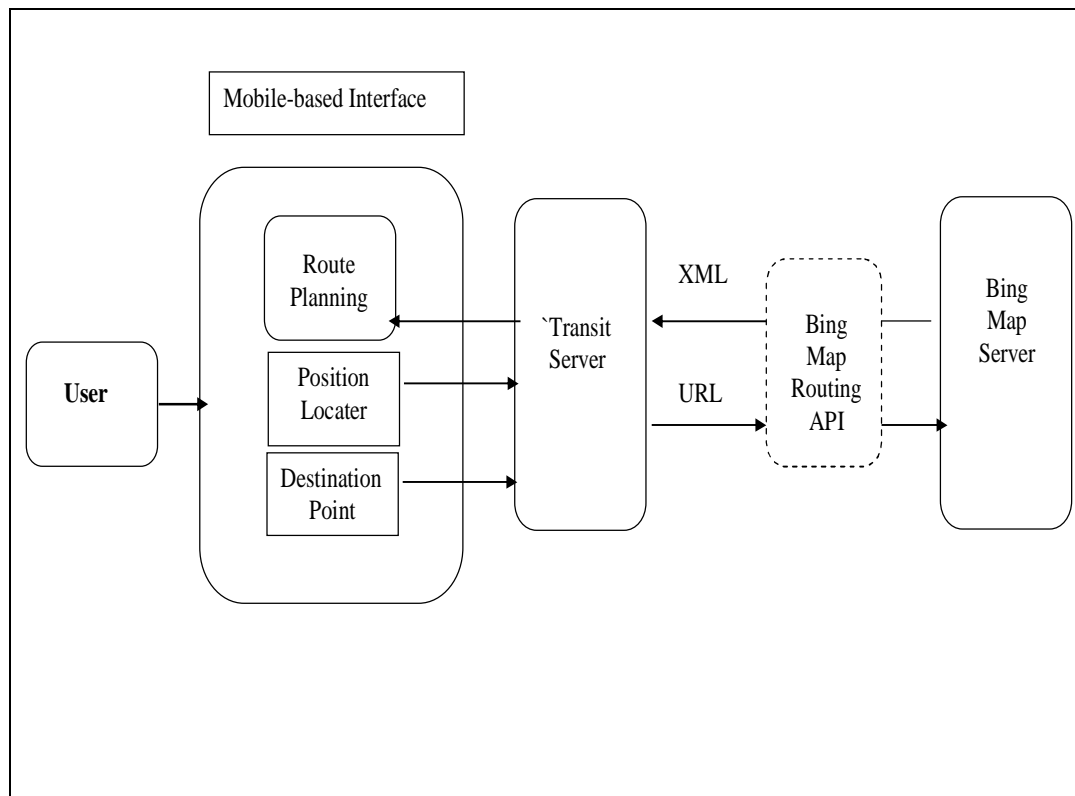 Mobile-based Interface
Route
Planning
Position
Locater
Destination
Point
User
`Transit
Server
XML
URL
Bing
Map
Routing
API
Bing
Map
Server